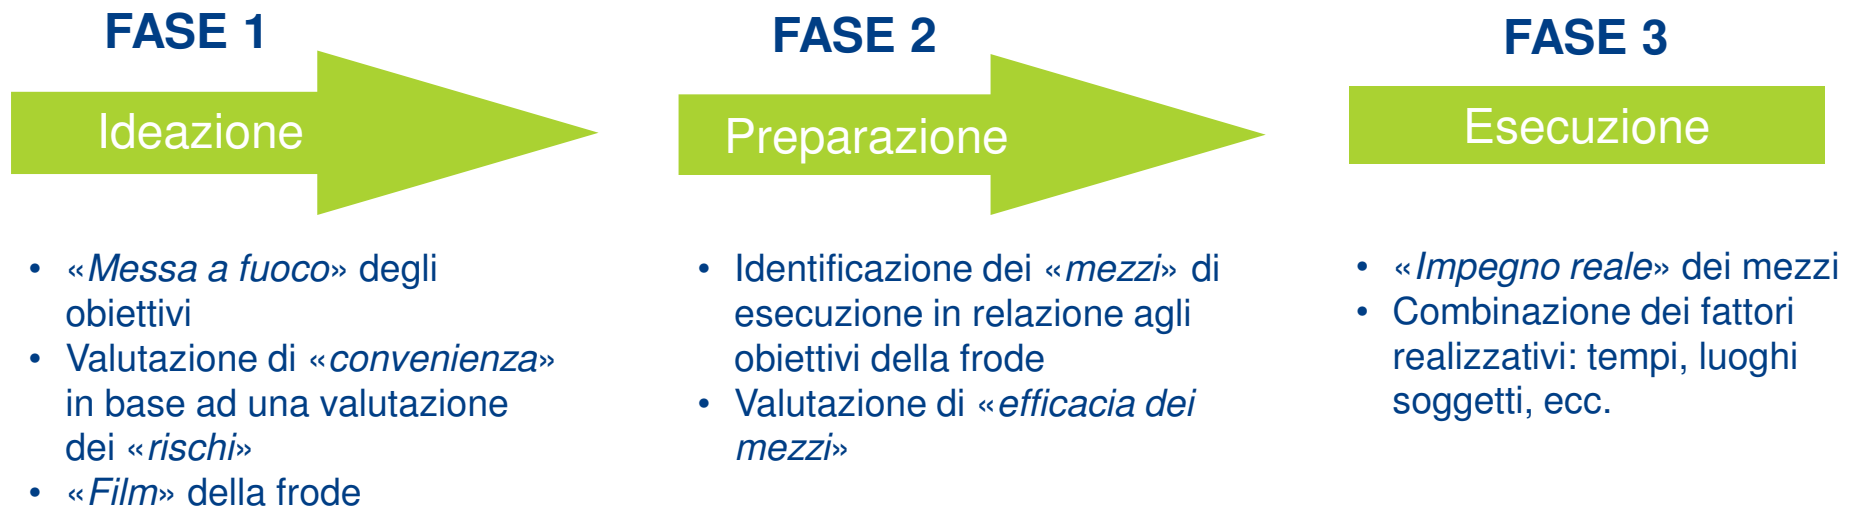 FASE 1
Ideazione
• «Messa a fuoco» degli
obiettivi
• Valutazione di «convenienza»
in base ad una valutazione
dei «rischi»
• «Film» della frode
FASE 2
Preparazione
• Identificazione dei «mezzi» di
esecuzione in relazione agli
obiettivi della frode
• Valutazione di «efficacia dei
mezzi»
FASE 3
Esecuzione
• «Impegno reale» dei mezzi
• Combinazione dei fattori
realizzativi: tempi, luoghi
soggetti, ecc.